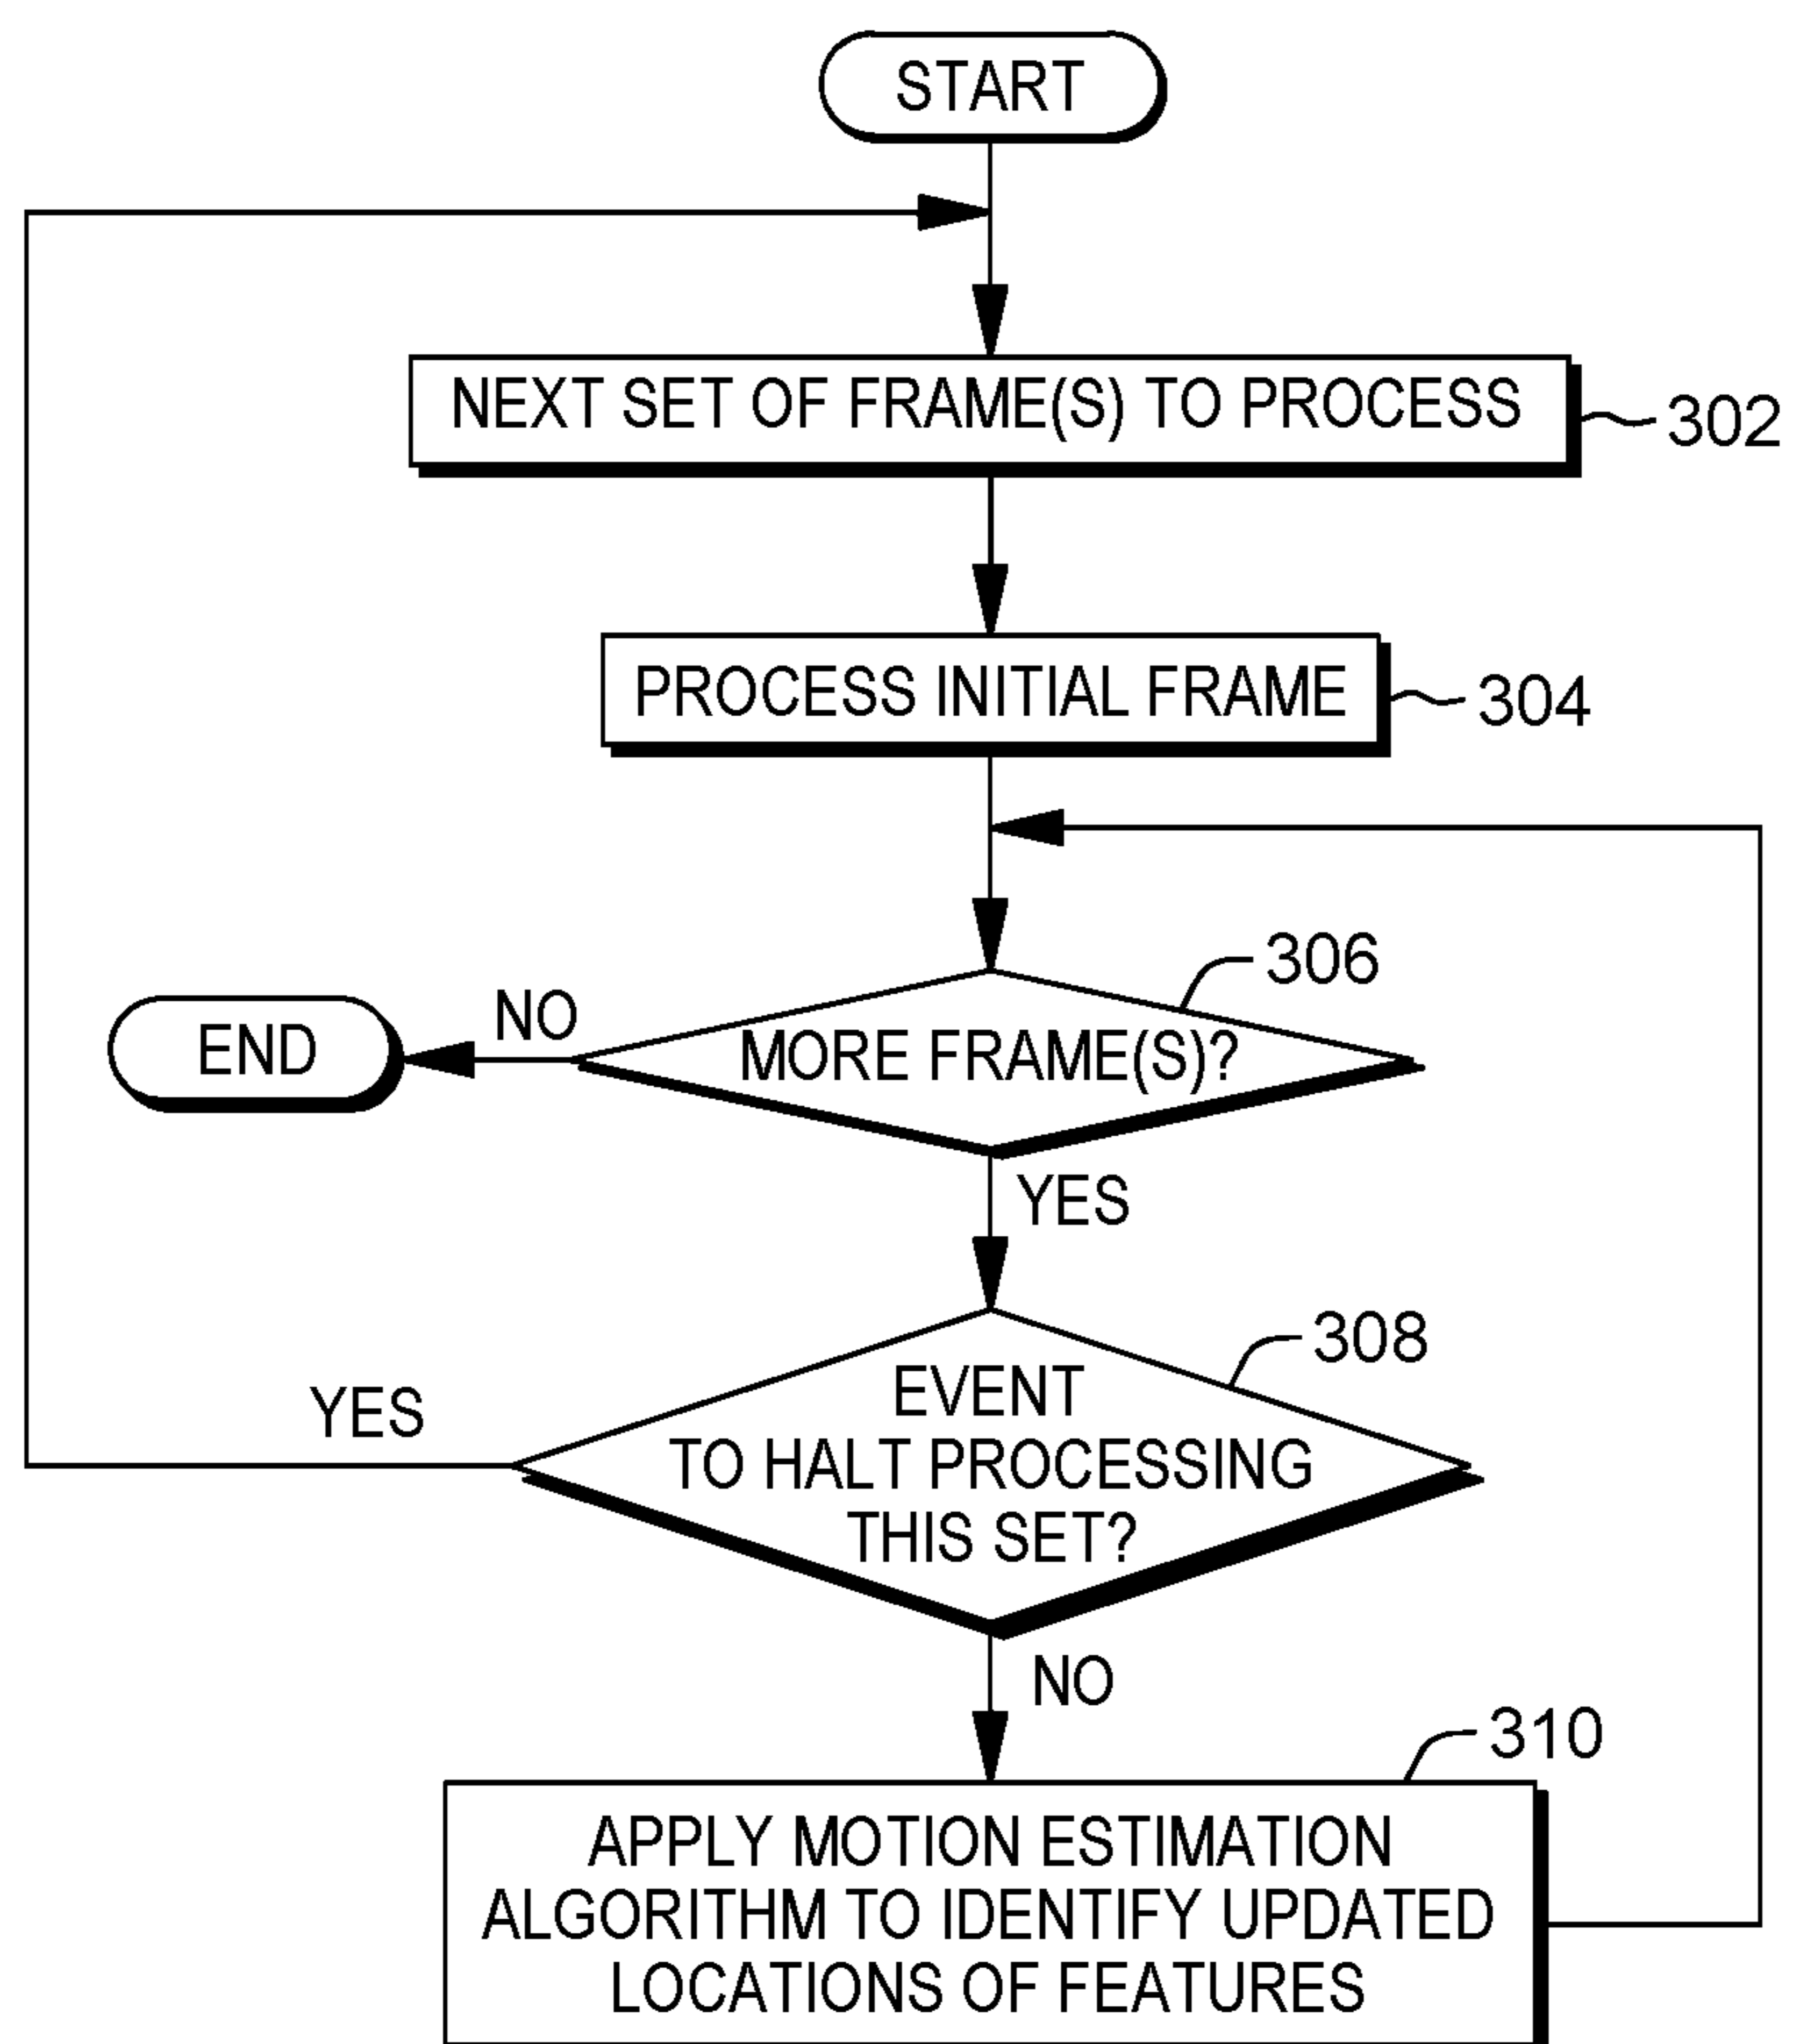 START
NEXT SET OF FRAME(S) TO PROCESS
302
PROCESS INITIAL FRAME
304
306
NO
END
MORE FRAME(S)?
YES
308
YES
EVENT
TO HALT PROCESSING
THIS SET?
NO
310
APPLY MOTION ESTIMATION
ALGORITHM TO IDENTIFY UPDATED
LOCATIONS OF FEATURES